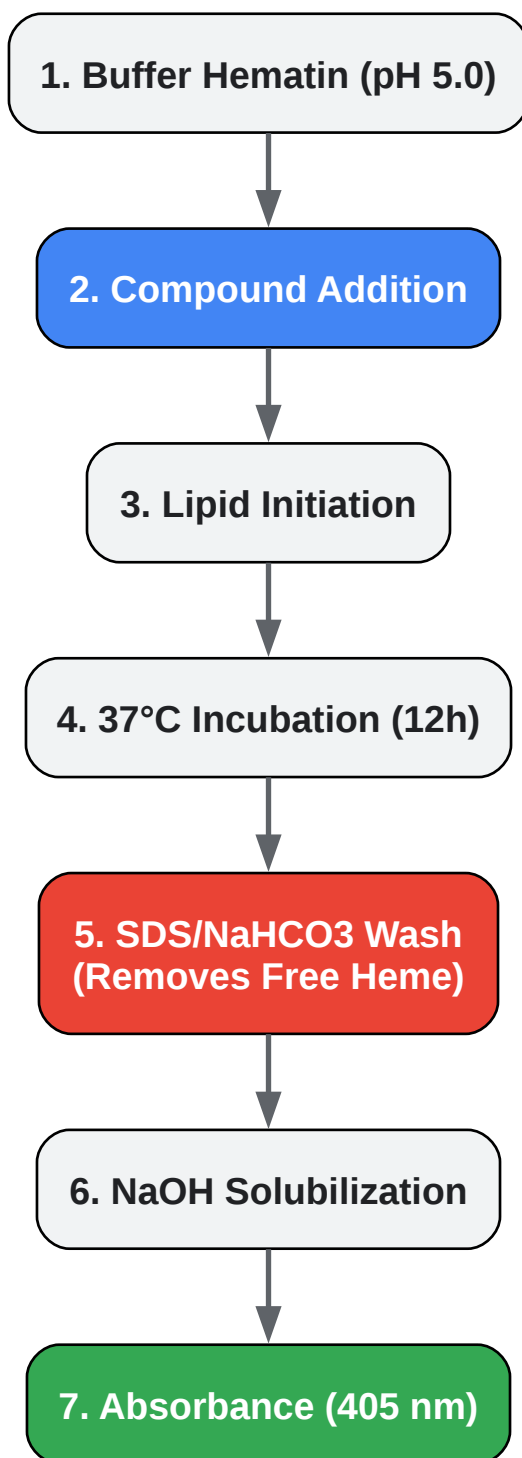 1. Buffer Hematin (pH 5.0)
2. Compound Addition
3. Lipid Initiation
4. 37°C Incubation (12h)
5. SDS/NaHCO3 Wash
(Removes Free Heme)
6. NaOH Solubilization
7. Absorbance (405 nm)